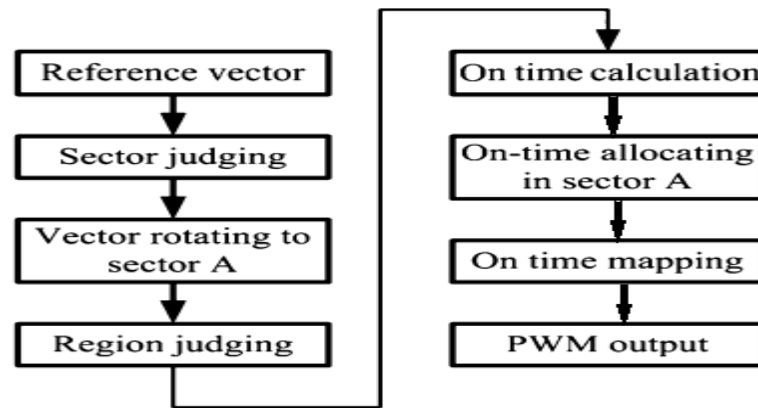 Reference vector
Sector judging
Vector rotating to
sector A
Region judging
On time calculation
On-time allocating
in sector A
On time mapping
PWM output